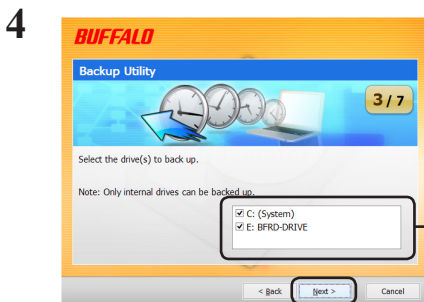 4
BUFFALO
Backup Utility
3 / 7
Select the drive(s) to back up.
Note: Only internal drives can be backed up.
C: (System)
E: BFRD-DRIVE
< Back
Next >
Cancel